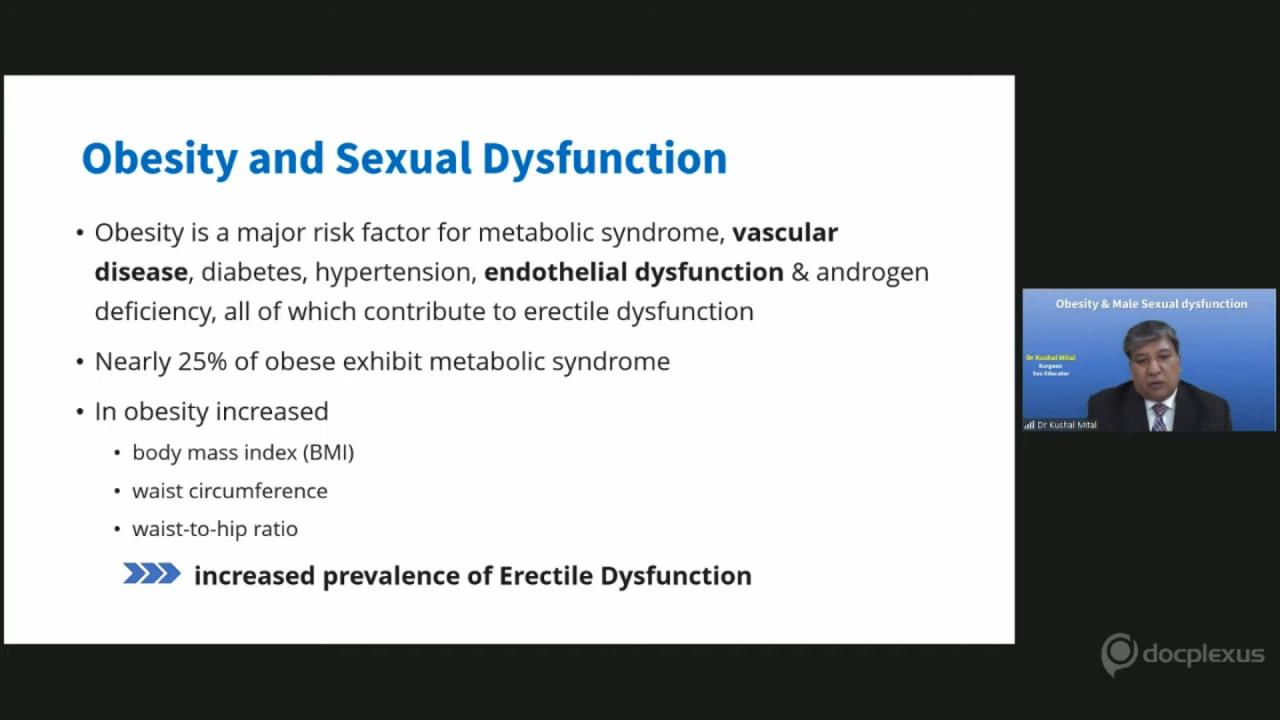 Obesity and Sexual Dysfunction
• Obesity is a major risk factor for metabolic syndrome, vascular
disease, diabetes, hypertension, endothelial dysfunction & androgen
deficiency, all of which contribute to erectile dysfunction
• Nearly 25% of obese exhibit metabolic syndrome
• In obesity increased
• body mass index (BMI)
• waist circumference
• waist-to-hip ratio
increased prevalence of Erectile Dysfunction
Obesity & Male Sexual dysfunction
Dr Kushal Mital
Surgeon
Sex Educator
Dr Kushal Mital
docplexus